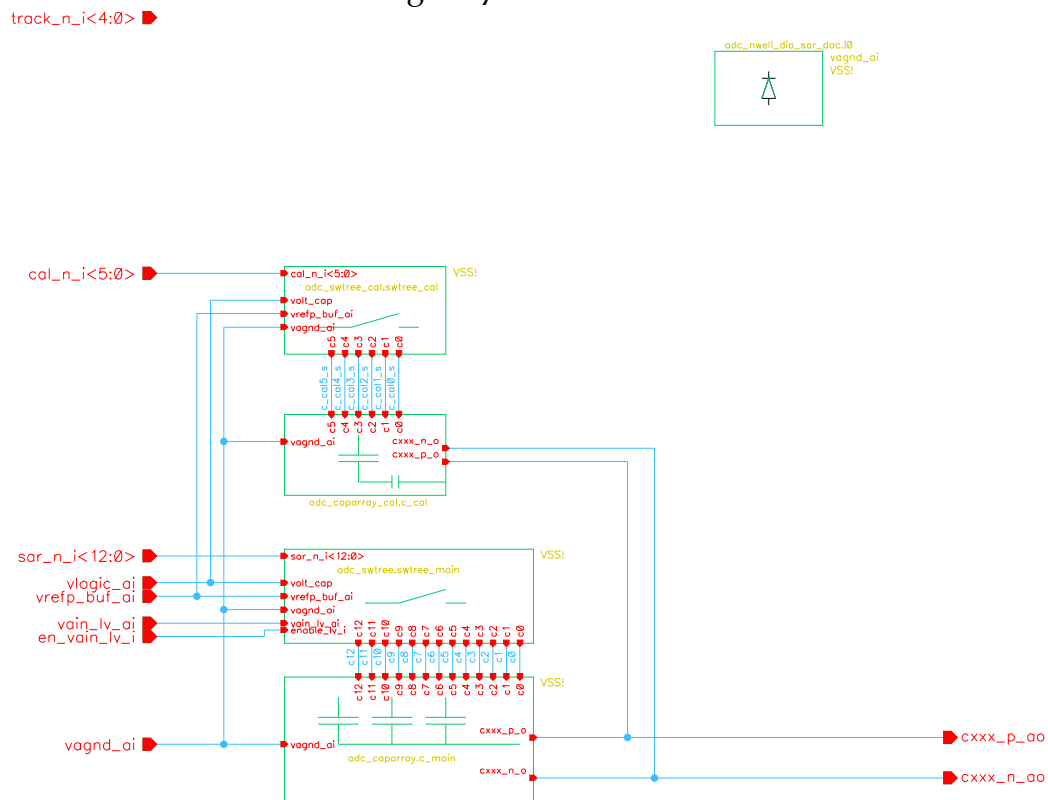 track_n_i<4:0>
adc_nwell_dio_sar_dac.I0
vagnd_ai
VSS!
cal_n_i<5:0>
cal_n_i<5:0>
VSS!
adc_swtree_cal.swtree_cal
volt_cap
vrefp_buf_ai
vagnd_ai
c5 c4 c3 c2 c1 c0
c_cal5_s c_cal4_s c_cal3_s c_cal2_s c_cal1_s c_cal0_s
c5 c4 c3 c2 c1 c0
vagnd_ai
cxxx_n_o
cxxx_p_o
adc_caparray_cal.c_cal
sar_n_i<12:0>
sar_n_i<12:0>
VSS!
adc_swtree.swtree_main
vlogic_ai
volt_cap
vrefp_buf_ai
vrefp_buf_ai
vagnd_ai
vain_lv_ai
vain_lv_ai
en_vain_lv_i
enable_lv_i
c12 c11 c10 c9 c8 c7 c6 c5 c4 c3 c2 c1 c0
c12 c11 c10 c9 c8 c7 c6 c5 c4 c3 c2 c1 c0
c12 c11 c10 c9 c8 c7 c6 c5 c4 c3 c2 c1 c0
VSS!
cxxx_p_o
cxxx_p_ao
vagnd_ai
vagnd_ai
adc_caparray.c_main
cxxx_n_o
cxxx_n_ao